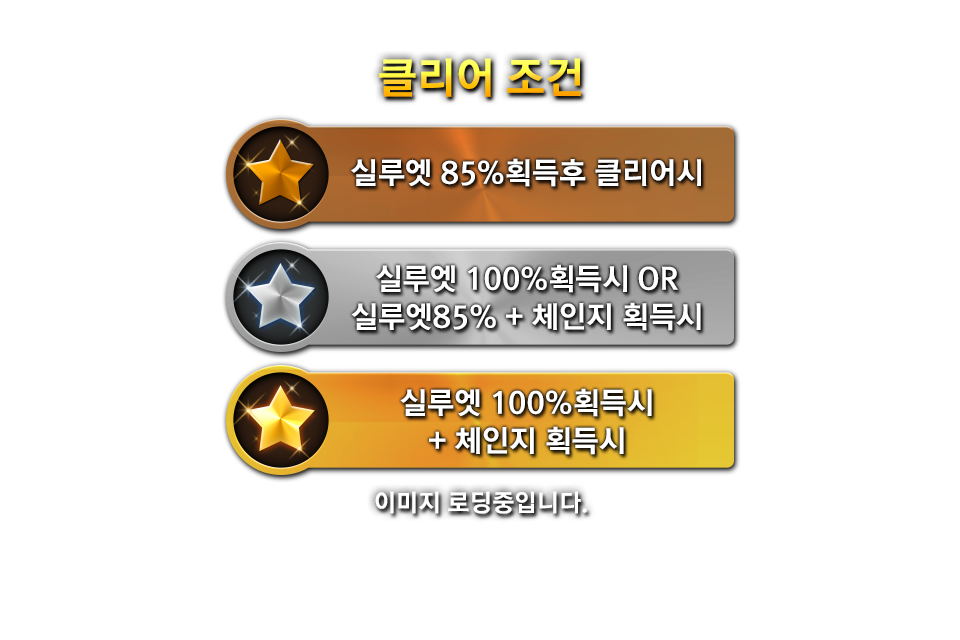 클리어 조건
실루엣 85%획득후 클리어시
실루엣 100%획득시 OR
실루엣85% + 체인지 획득시
실루엣 100%획득시
+ 체인지 획득시
이미지 로딩중입니다.